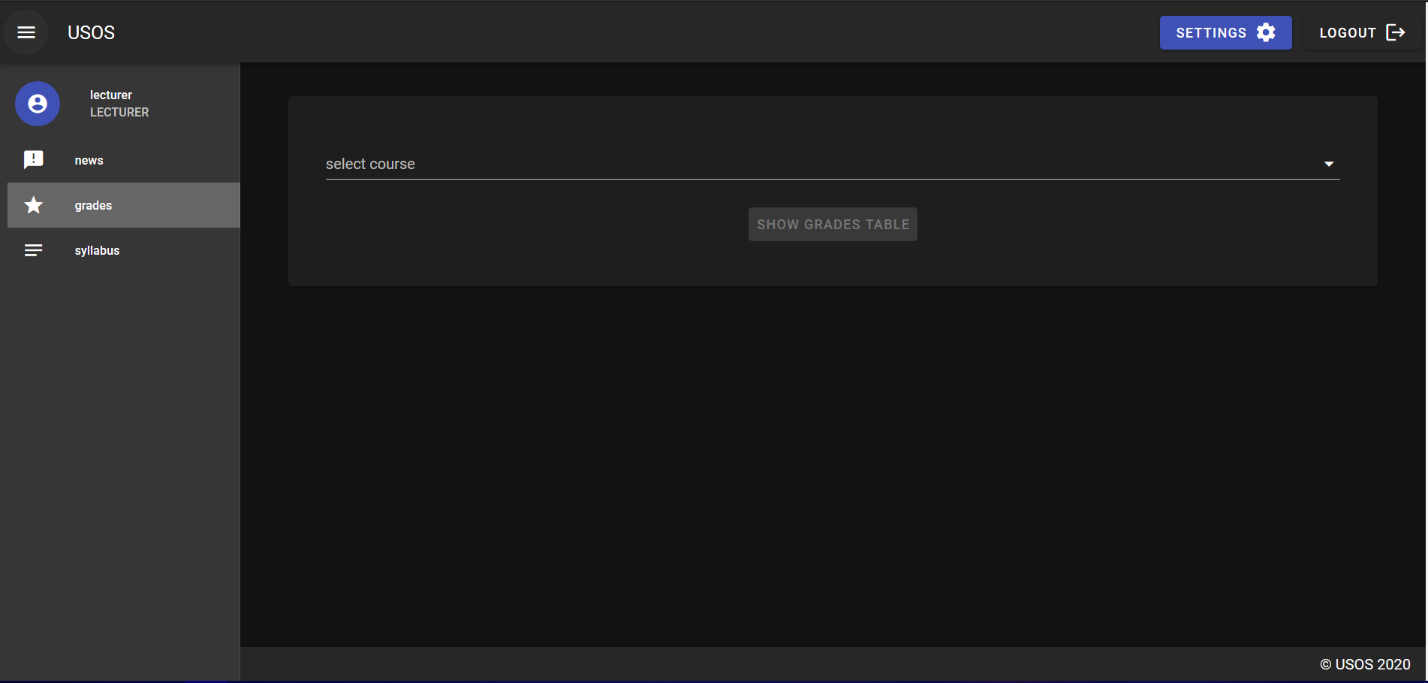 USOS
SETTINGS
LOGOUT
lecturer
LECTURER
news
grades
syllabus
select course
SHOW GRADES TABLE
© USOS 2020